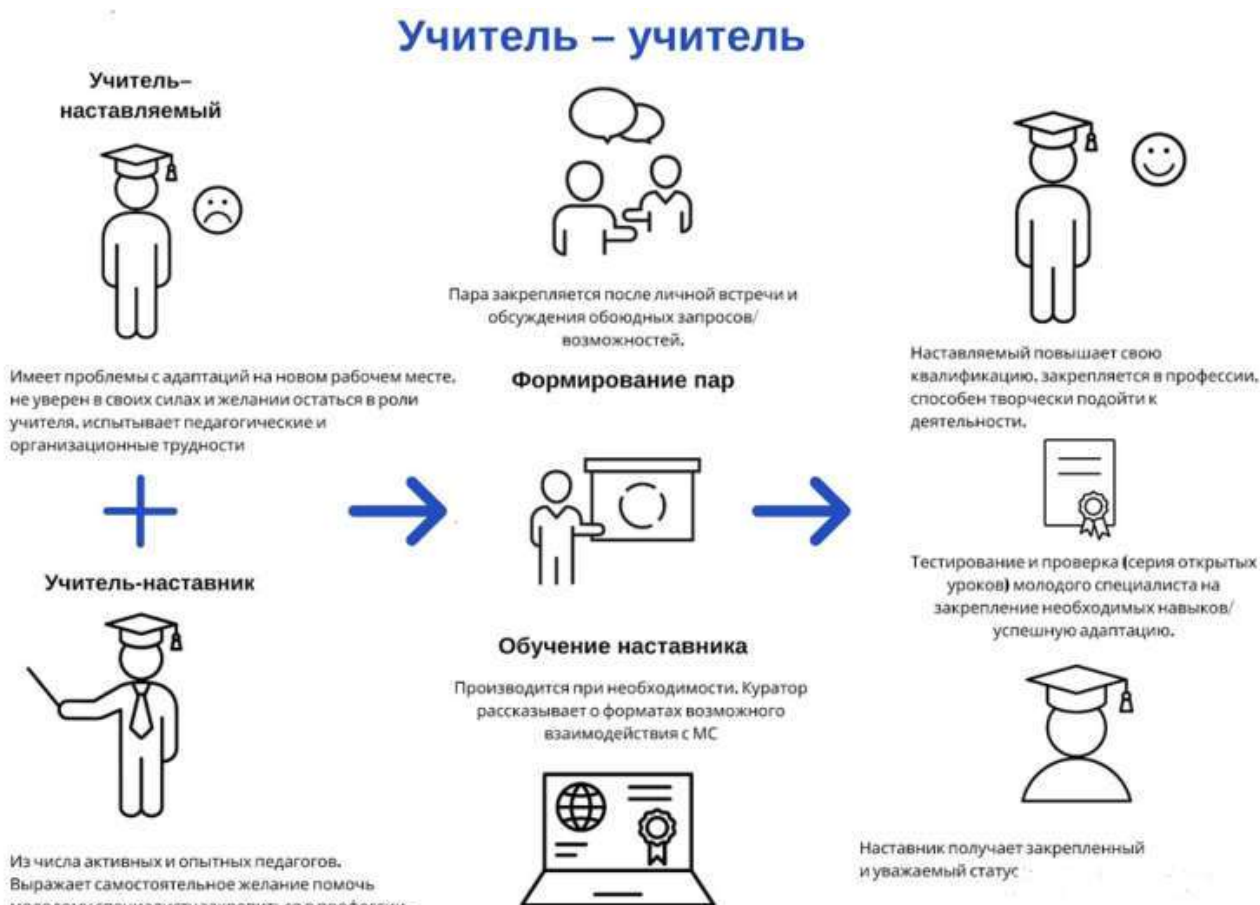 Учитель – учитель
Учитель–
наставляемый
Имеет проблемы с адаптаций на новом рабочем месте,
не уверен в своих силах и желании остаться в роли
учителя, испытывает педагогические и
организационные трудности
Учитель-наставник
Из числа активных и опытных педагогов.
Выражает самостоятельное желание помочь
Пара закрепляется после личной встречи и
обсуждения обоюдных запросов/
возможностей.
Формирование пар
Обучение наставника
Производится при необходимости. Куратор
рассказывает о форматах возможного
взаимодействия с МС
Наставляемый повышает свою
квалификацию, закрепляется в профессии,
способен творчески подойти к
деятельности.
Тестирование и проверка (серия открытых
уроков) молодого специалиста на
закрепление необходимых навыков/
успешную адаптацию.
Наставник получает закрепленный
и уважаемый статус